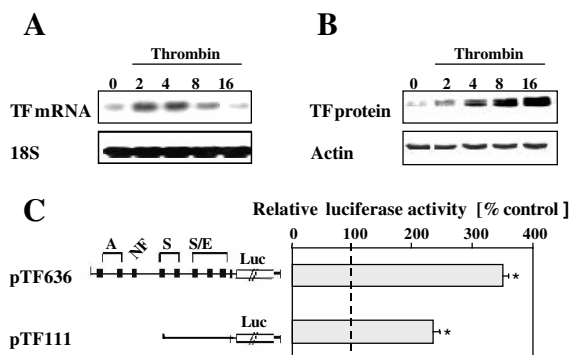 A
Thrombin
0 2 4 8 16
TF mRNA
18S
B
Thrombin
0 2 4 8 16
TF protein
Actin
C
Relative luciferase activity [% control]
0 100 200 300 400
A NF S S/E
Luc
pTF636
*
Luc
pTF111
*